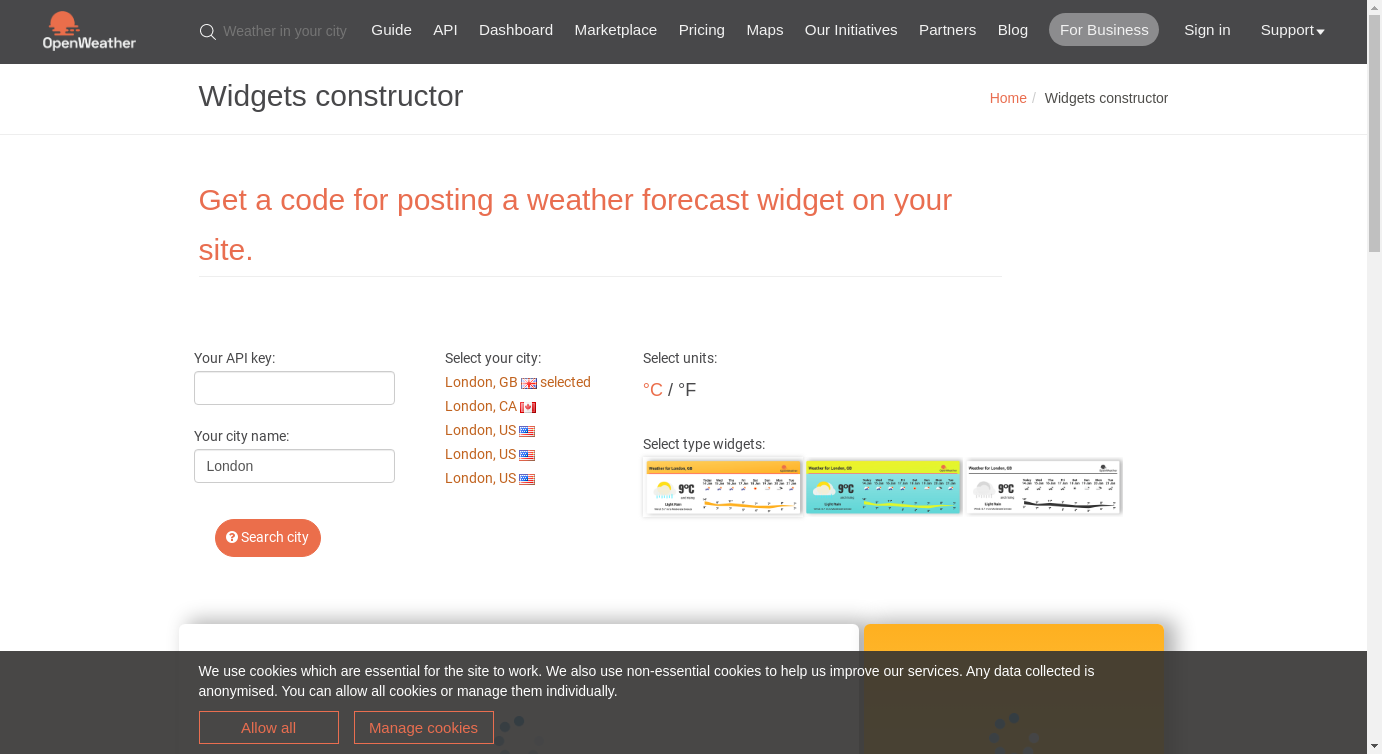 OpenWeather
Weather in your city
Guide
API
Dashboard
Marketplace
Pricing
Maps
Our Initiatives
Partners
Blog
For Business
Sign in
Support
Widgets constructor
Home / Widgets constructor
Get a code for posting a weather forecast widget on your
site.
Your API key:
Your city name:
London
Search city
Select your city:
London, GB selected
London, CA
London, US
London, US
London, US
Select units:
°C / °F
Select type widgets:
Weather for London, GB
9°C
Light Rain
Weather for London, GB
9°C
Light Rain
Weather for London, GB
9°C
Light Rain
We use cookies which are essential for the site to work. We also use non-essential cookies to help us improve our services. Any data collected is
anonymised. You can allow all cookies or manage them individually.
Allow all
Manage cookies